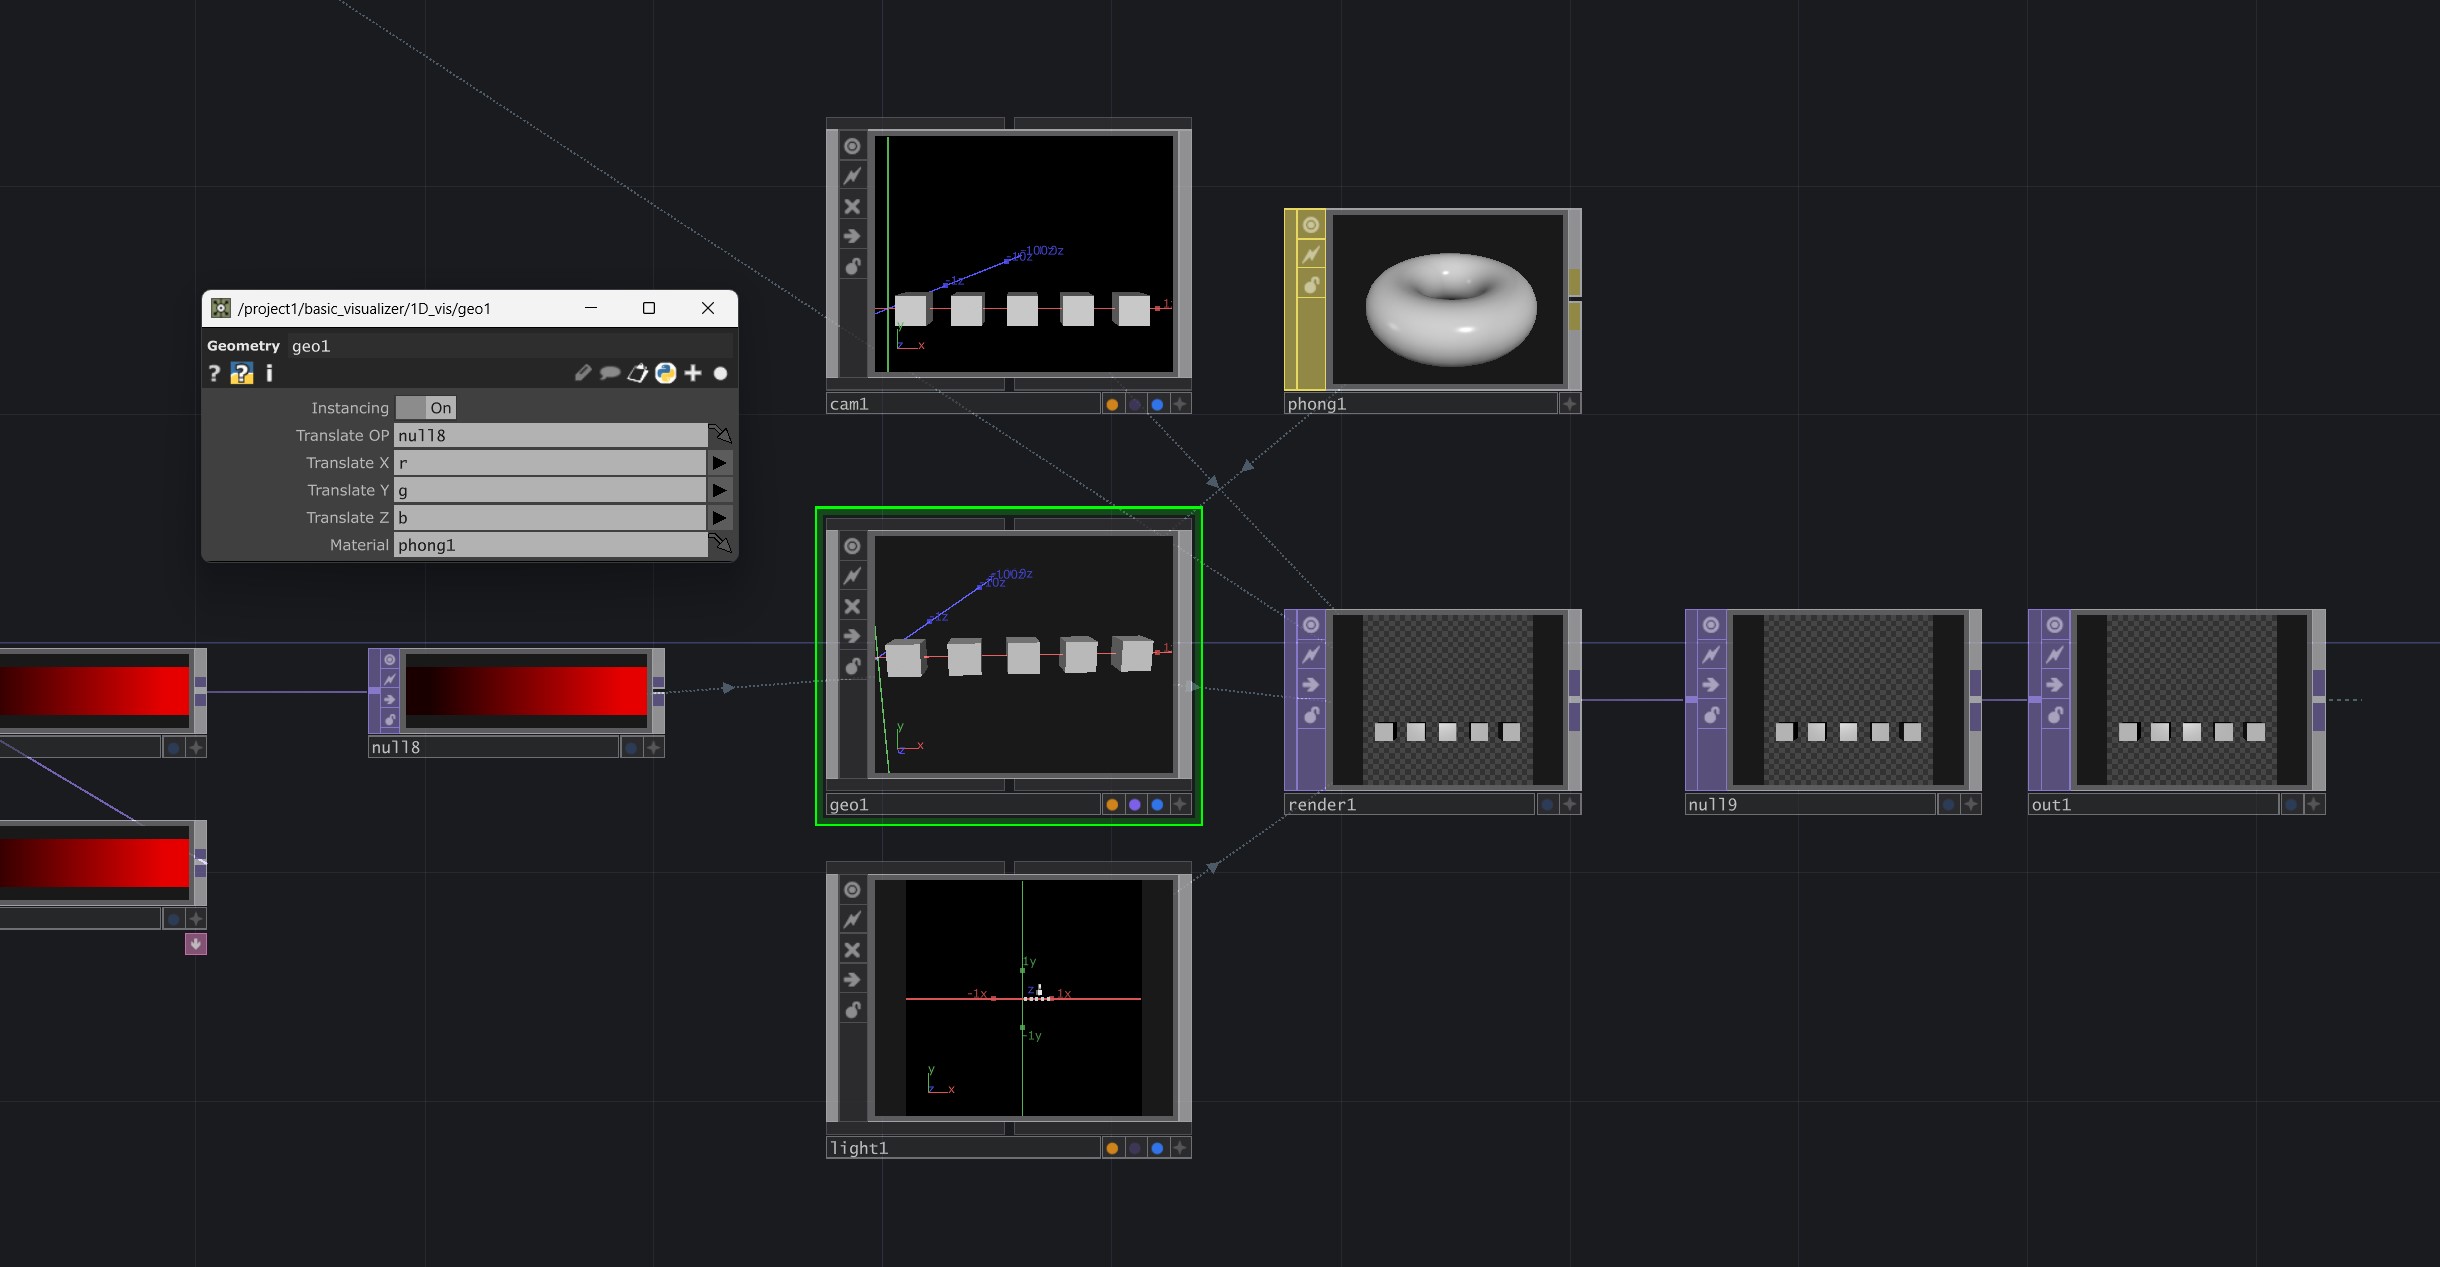 cam1
phong1
/project1/basic_visualizer/1D_vis/geo1
Geometry geo1
Instancing On
Translate OP null8
Translate X r
Translate Y g
Translate Z b
Material phong1
null8
-1z
y
z x
geo1
render1
null9
out1
1y
-1x z 1x
-1y
y
z x
light1